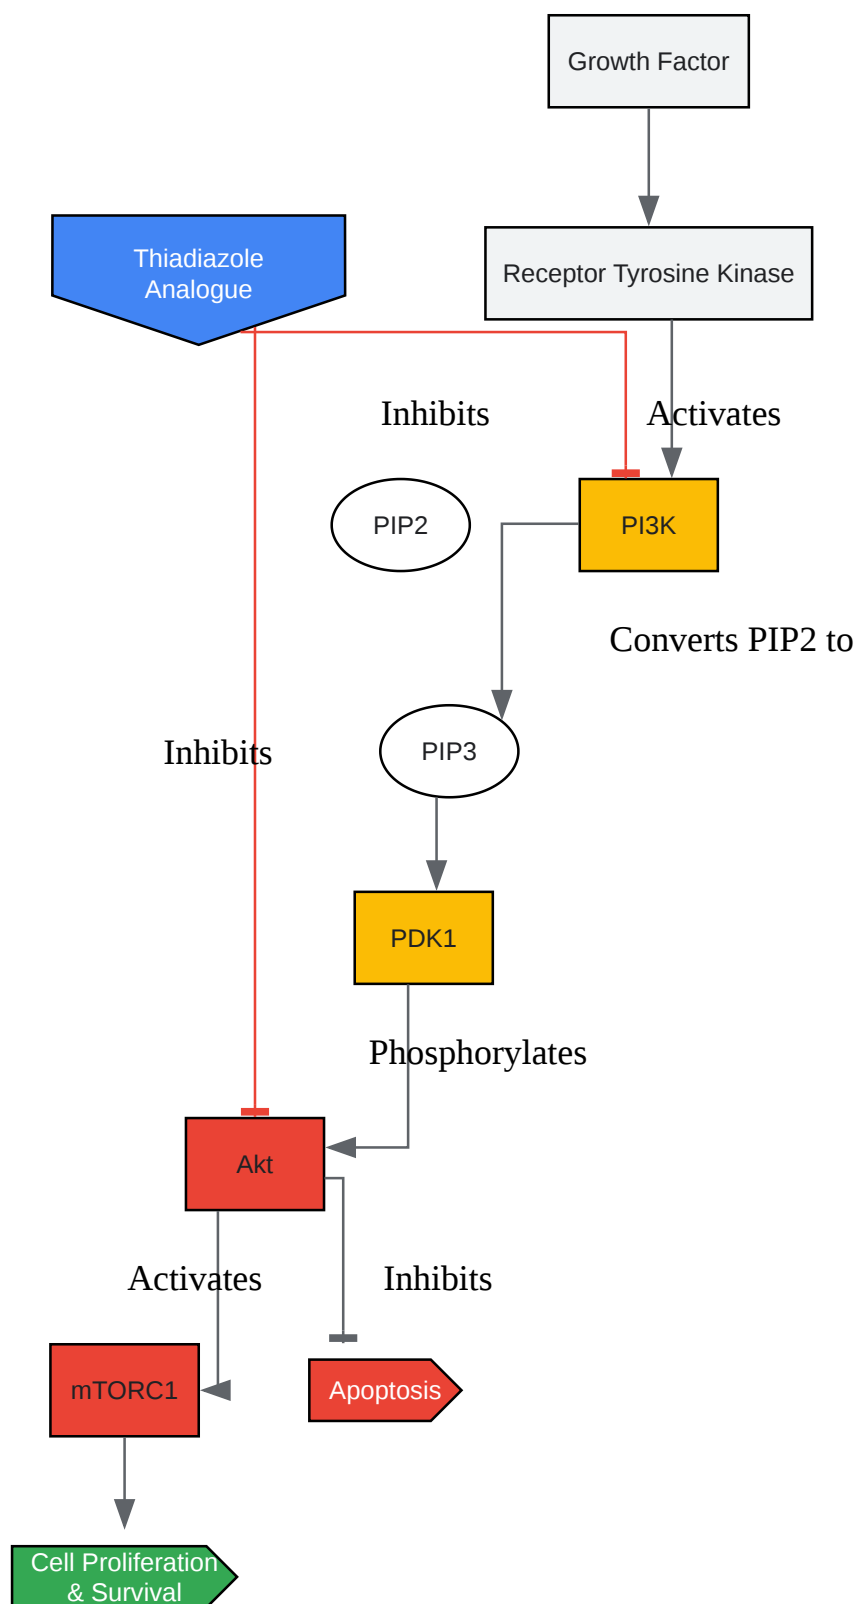 Growth Factor
Thiadiazole
Analogue
Receptor Tyrosine Kinase
Inhibits
Activates
PIP2
PI3K
Converts PIP2 to
Inhibits
PIP3
PDK1
Phosphorylates
Akt
Activates
Inhibits
mTORC1
Apoptosis
Cell Proliferation
& Survival